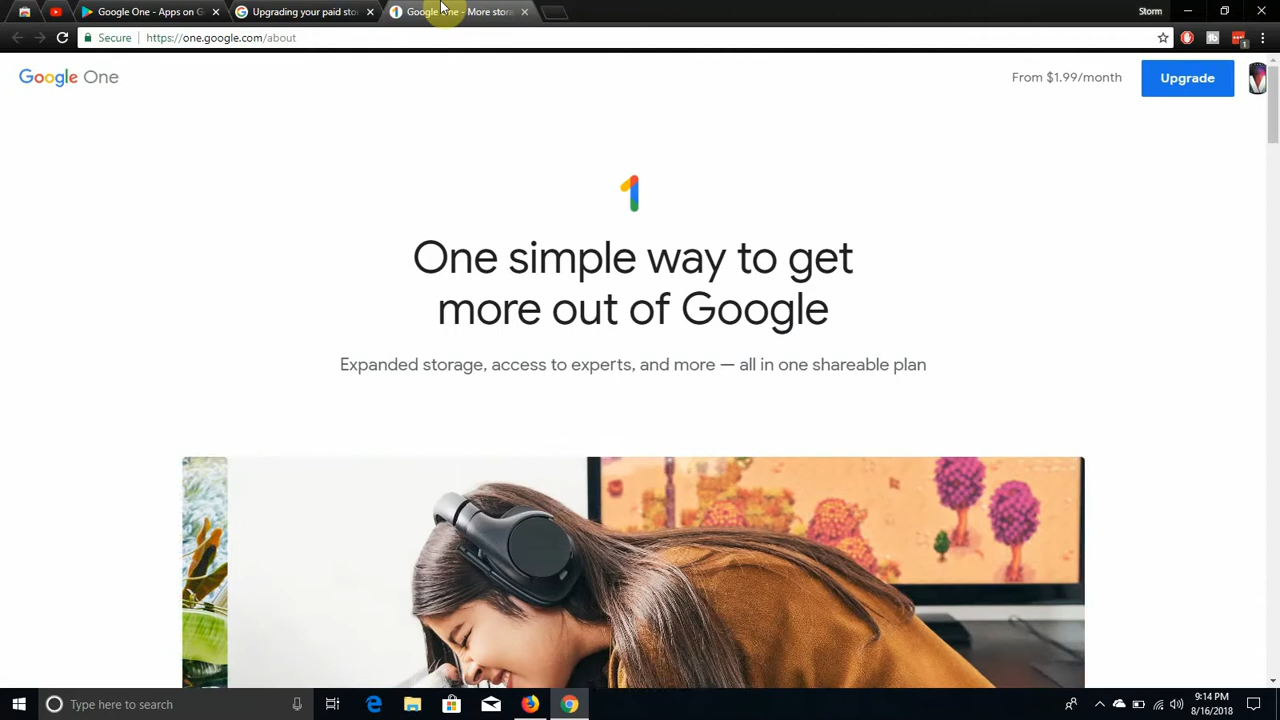 Google One - Apps on G
Upgrading your paid sto
Google One - More stora
Storm
Secure
https://one.google.com/about
1
Google One
From $1.99/month
Upgrade
1
One simple way to get
more out of Google
Expanded storage, access to experts, and more — all in one shareable plan
Type here to search
9:14 PM
8/16/2018